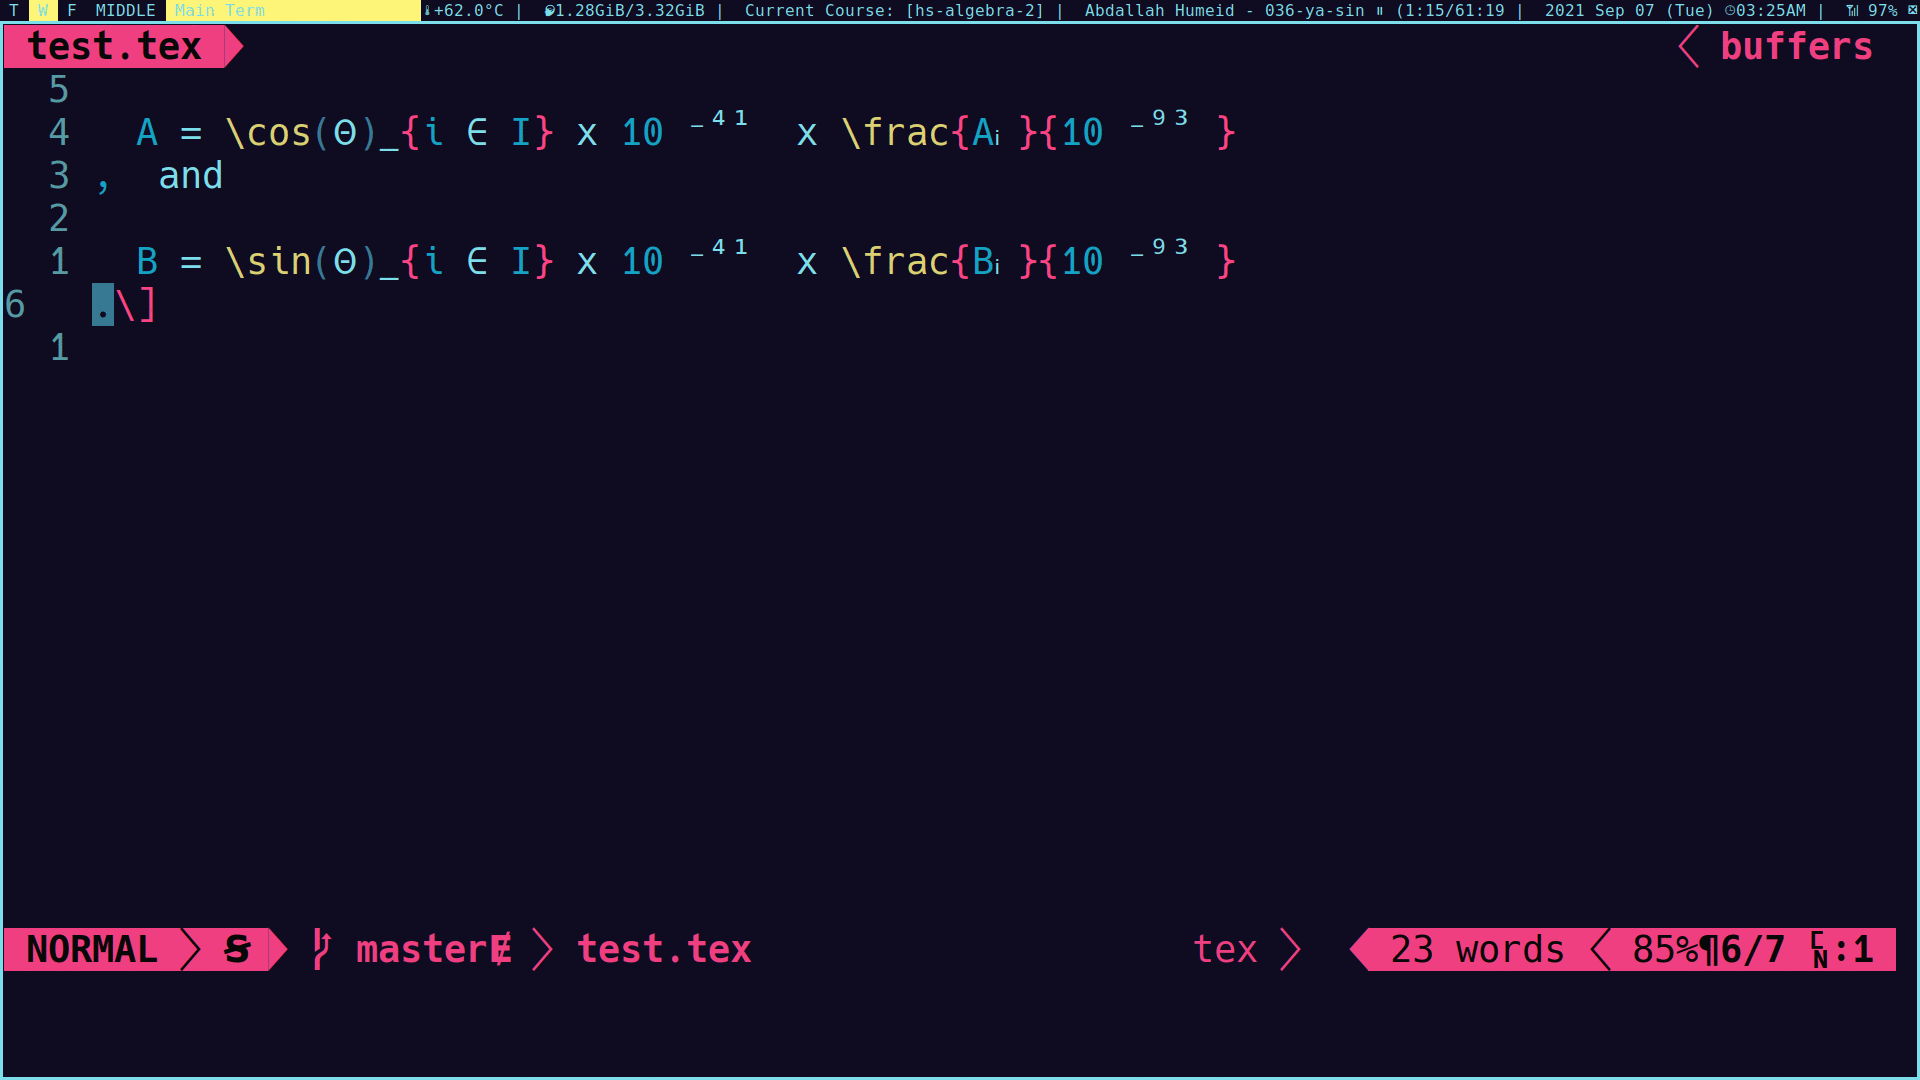 T W F MIDDLE Main Term +62.0°C | 1.28GiB/3.32GiB | Current Course: [hs-algebra-2] | Abdallah Humeid - 036-ya-sin ⏸ (1:15/61:19 | 2021 Sep 07 (Tue) 03:25AM | 97%
test.tex buffers
5
4 A = \cos(Θ)_{i ∈ I} x 10 ⁻⁴¹ x \frac{Aᵢ }{10 ⁻⁹³ }
3 , and
2
1 B = \sin(Θ)_{i ∈ I} x 10 ⁻⁴¹ x \frac{Bᵢ }{10 ⁻⁹³ }
6 .\]
1
NORMAL S masterɆ test.tex tex 23 words 85%¶6/7 ␤:1